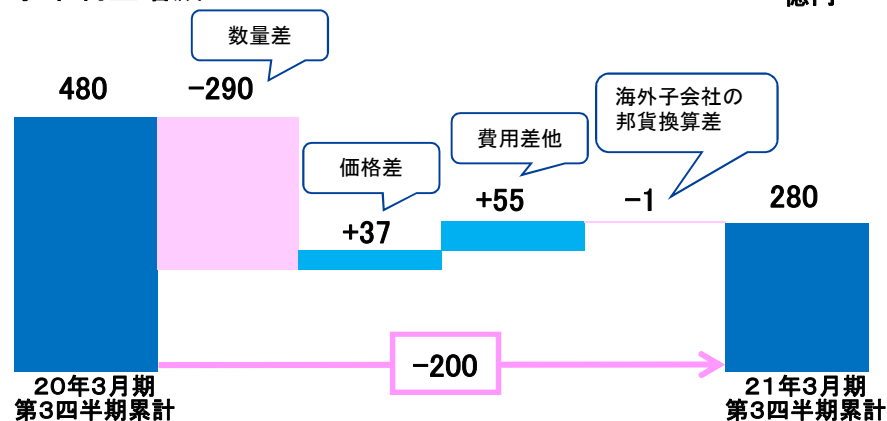 億円
数量差
480
-290
海外子会社の
邦貨換算差
費用差他
価格差
+37
+55
-1
280
-200
20年3月期
第3四半期累計
21年3月期
第3四半期累計